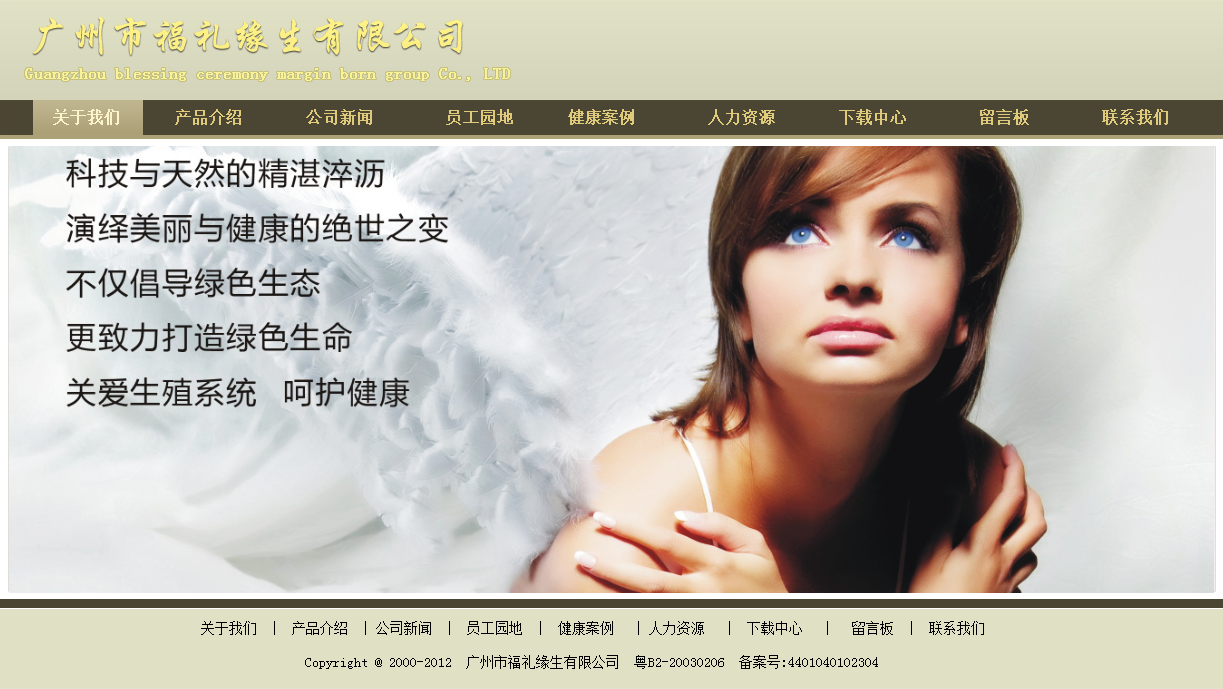 广州市福礼缘生有限公司
Guangzhou blessing ceremony margin born group Co., LTD
关于我们 产品介绍 公司新闻 员工园地 健康案例 人力资源 下载中心 留言板 联系我们
科技与天然的精湛淬沥
演绎美丽与健康的绝世之变
不仅倡导绿色生态
更致力打造绿色生命
关爱生殖系统 呵护健康
关于我们 | 产品介绍 | 公司新闻 | 员工园地 | 健康案例 | 人力资源 | 下载中心 | 留言板 | 联系我们
Copyright @ 2000-2012 广州市福礼缘生有限公司 粤B2-20030206 备案号:4401040102304